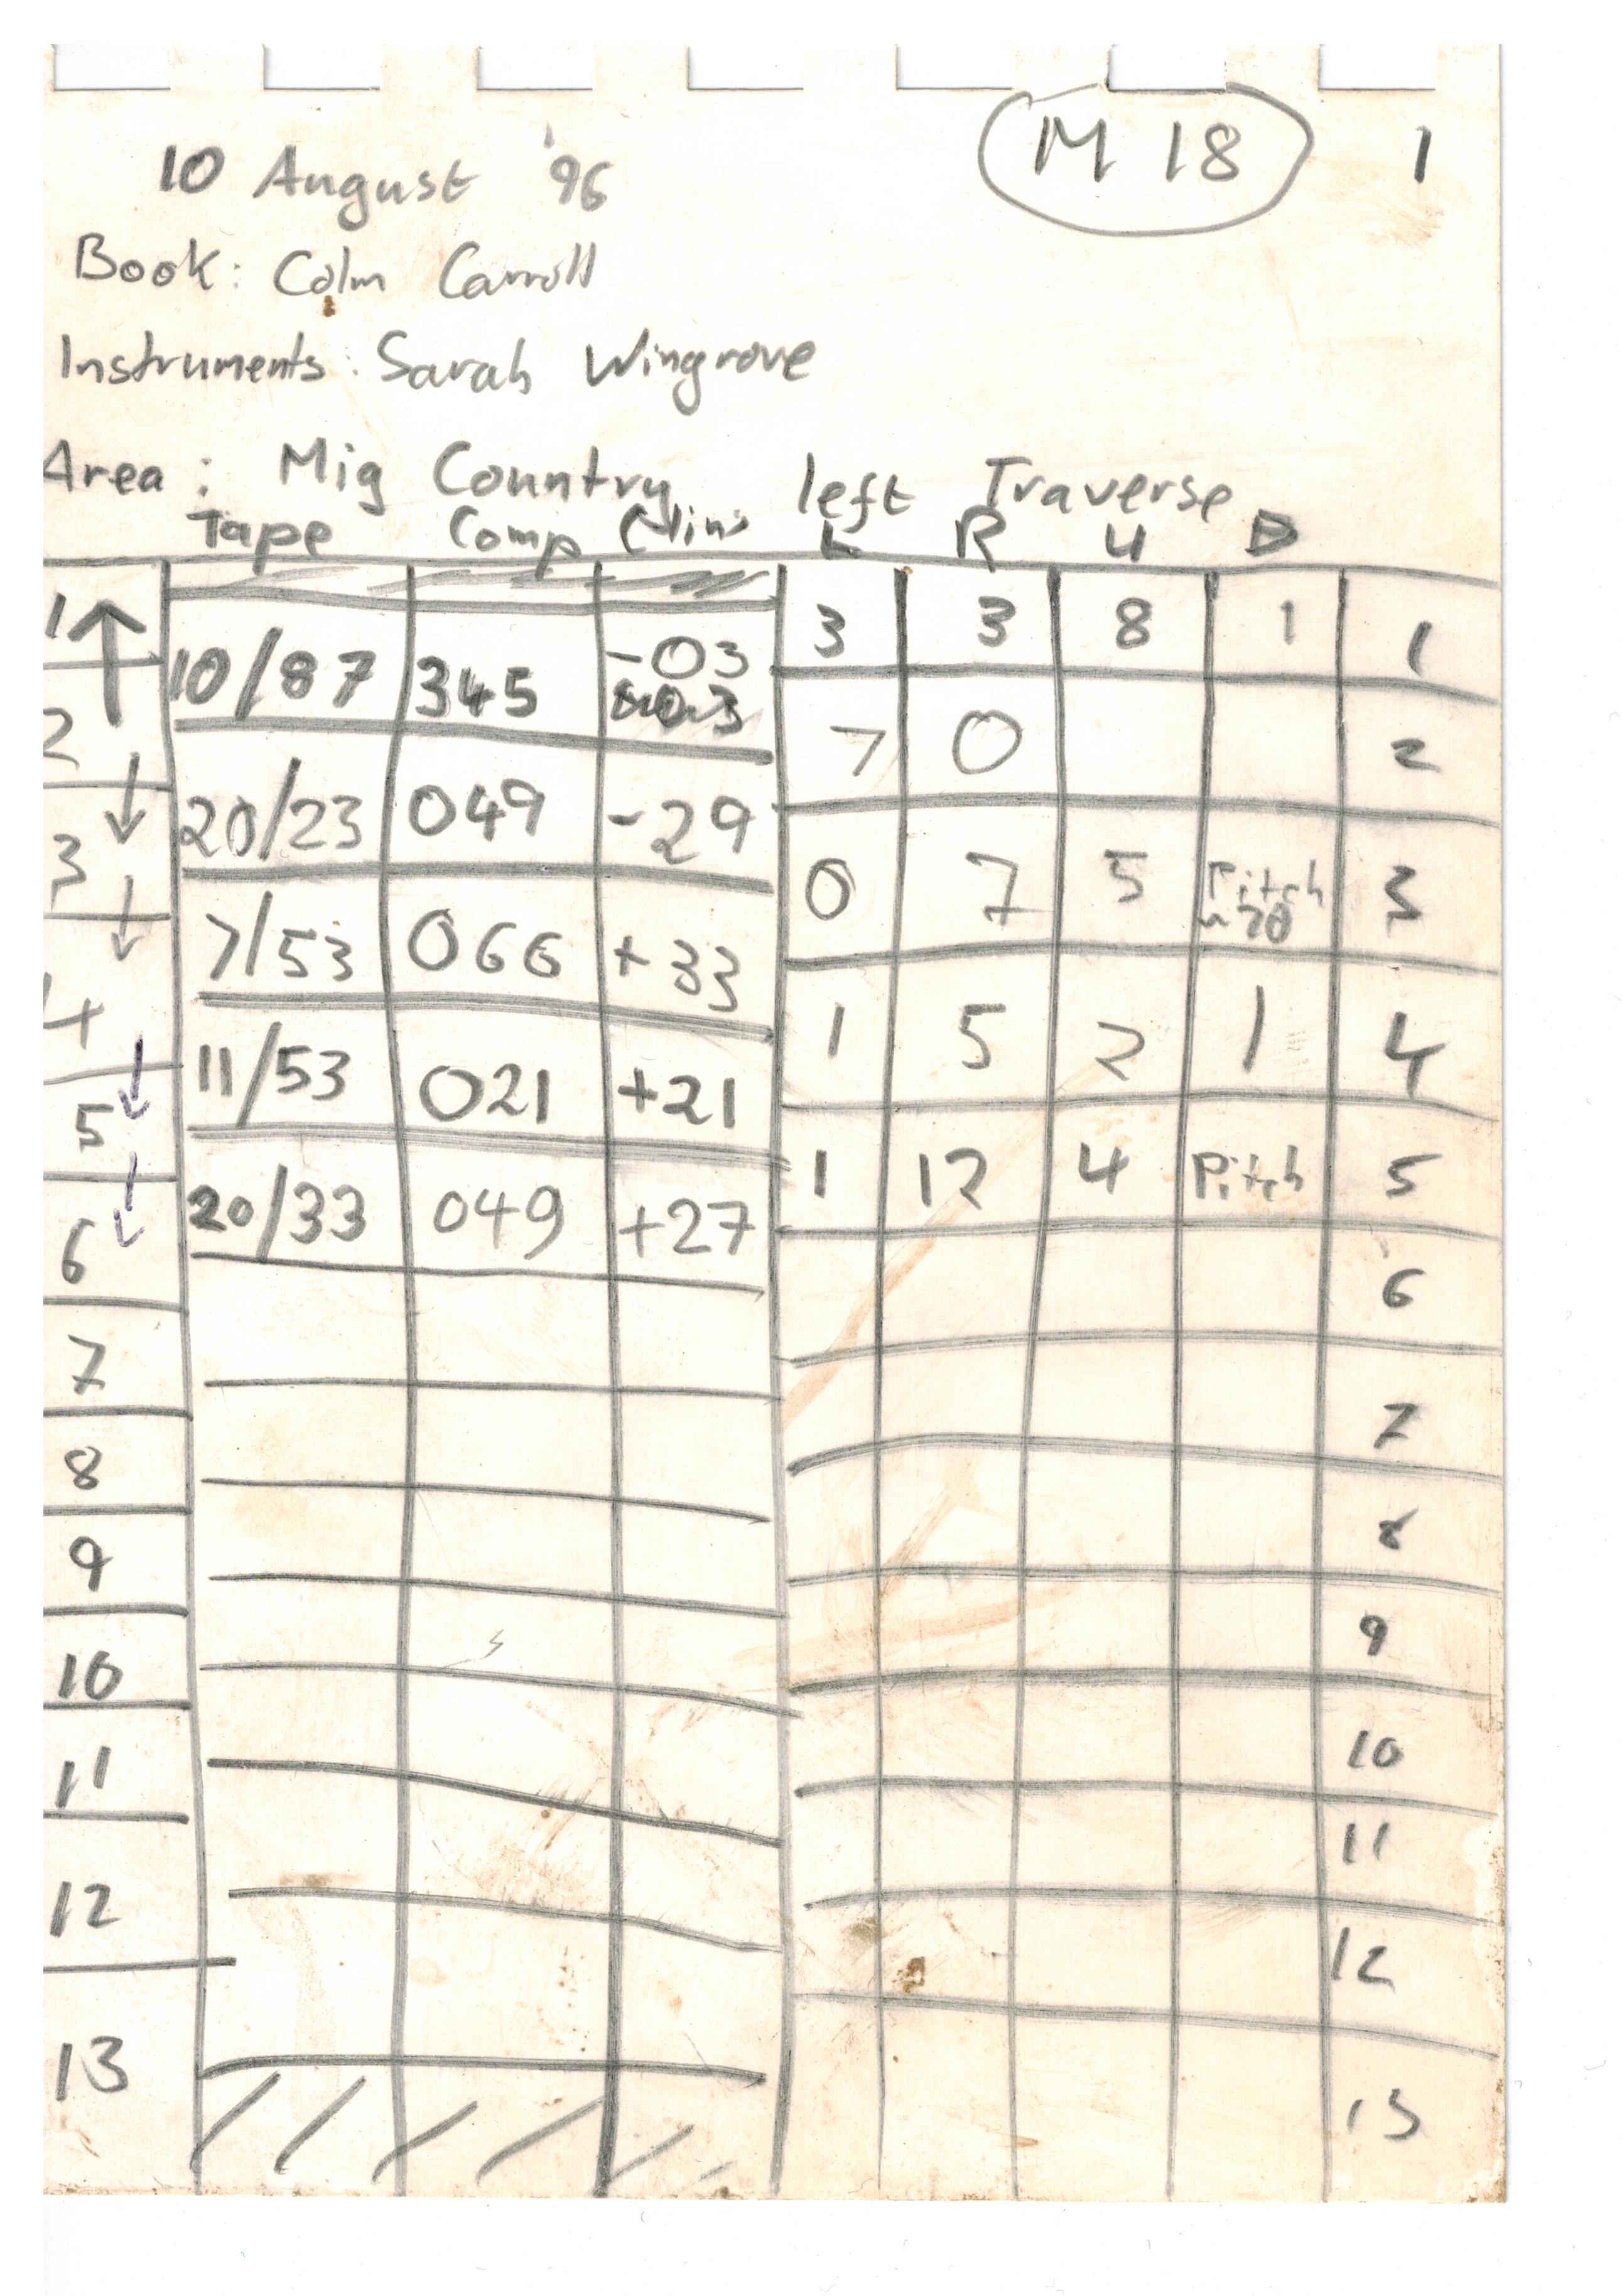 M 18 1
10 August '96
Book: Colm Carroll
Instruments: Sarah Wingrove
Area: Mig Country left Traverse
Tape Comp Clino L R U D
1 ↑ 3 3 8 1 1
10/87 345 -03
2 ↓ 7 0 2
20/23 049 -29
3 ↓ 0 7 5 Pitch ~20 3
7/53 066 +33
4 ↓ 1 5 2 1 4
11/53 021 +21
5 ↓ 1 12 4 Pitch 5
20/33 049 +27
6 6
7 7
8 8
9 9
10 10
11 11
12 12
13 13